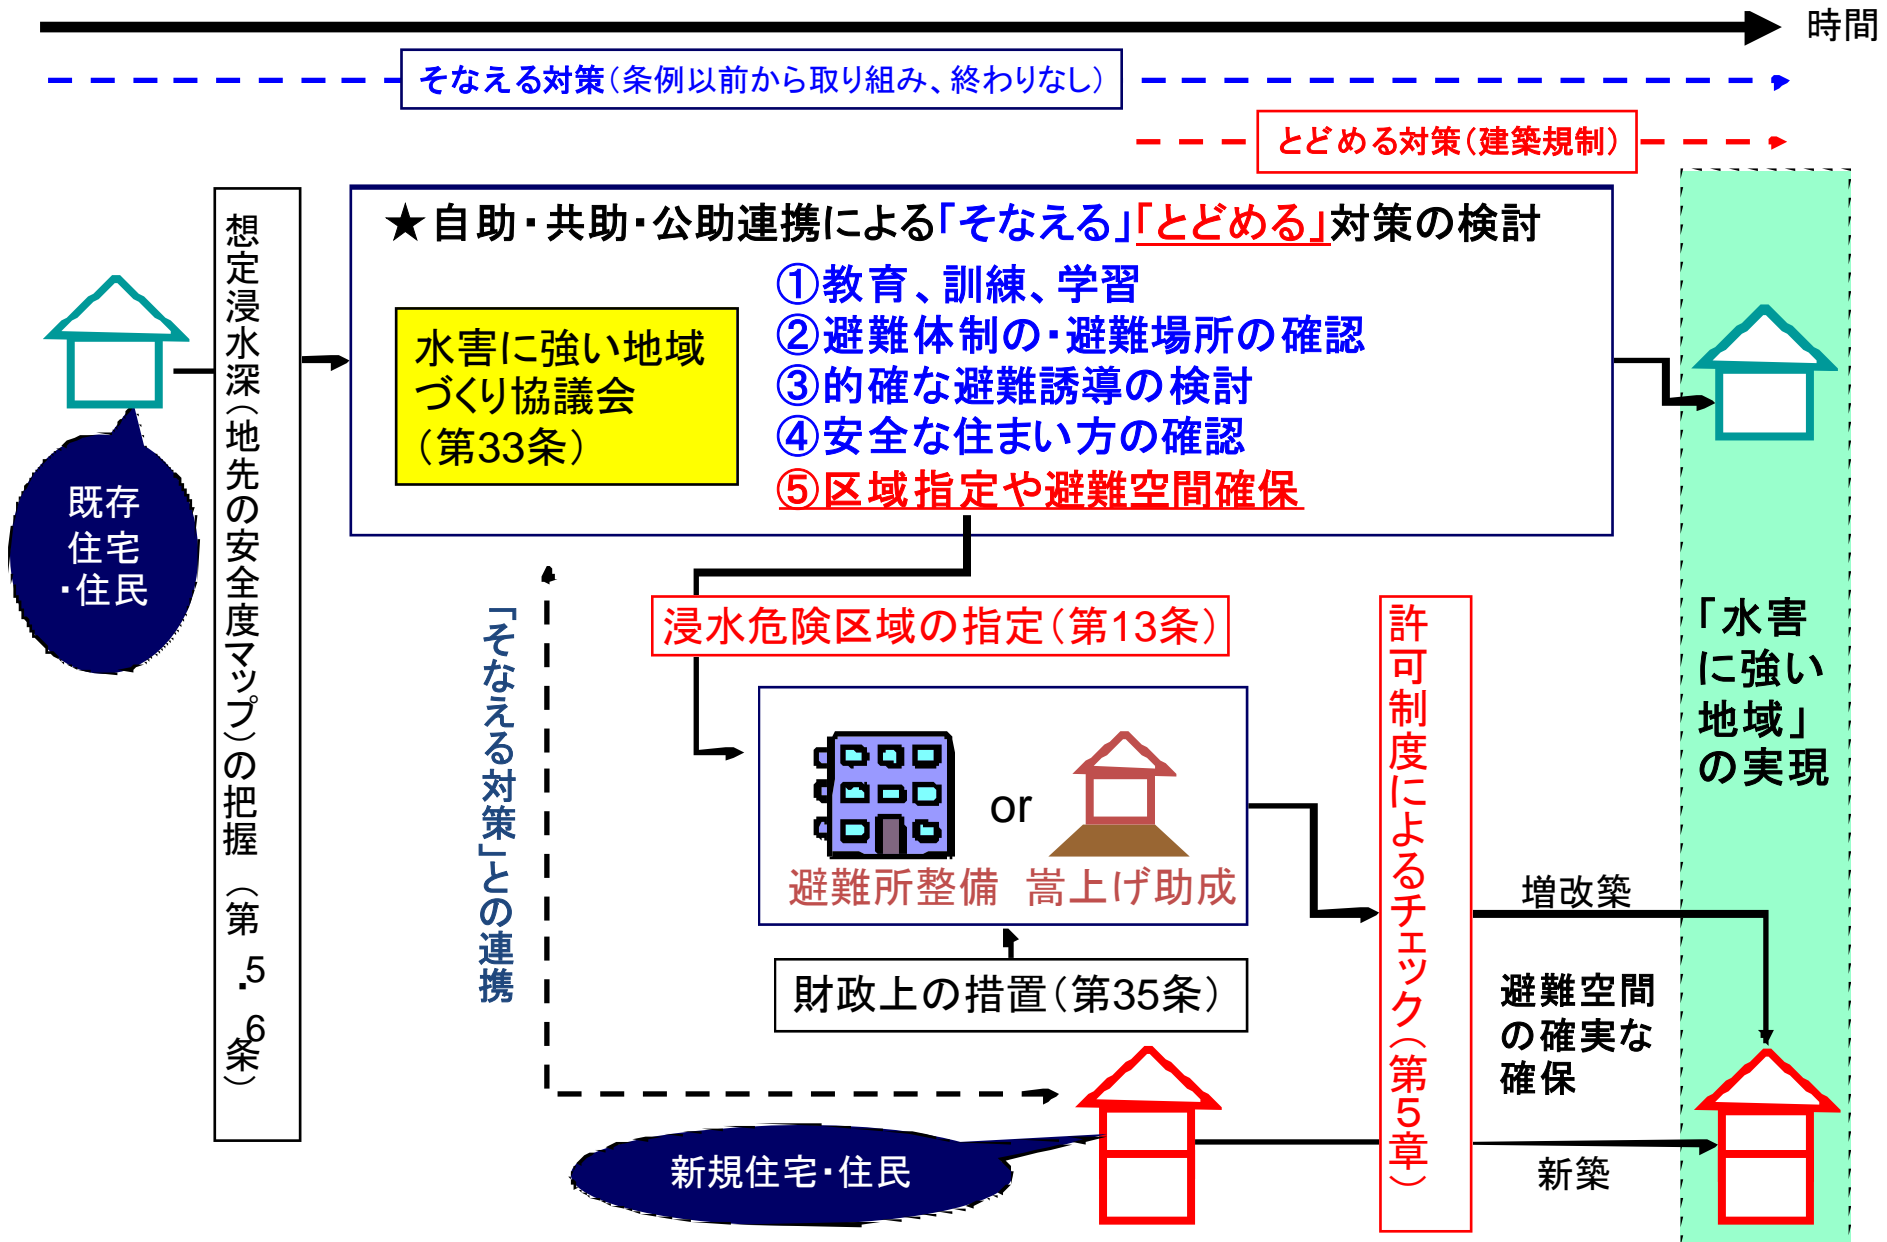 時間
そなえる対策（条例以前から取り組み、終わりなし）
とどめる対策（建築規制）
想定浸水深（地先の安全度マップ）の把握（第5・6条）
★自助・共助・公助連携による「そなえる」「とどめる」対策の検討
水害に強い地域
づくり協議会
（第33条）
①教育、訓練、学習
②避難体制の・避難場所の確認
③的確な避難誘導の検討
④安全な住まい方の確認
⑤区域指定や避難空間確保
既存
住宅
・住民
「そなえる対策」との連携
浸水危険区域の指定（第13条）
or
避難所整備 嵩上げ助成
財政上の措置（第35条）
許可制度によるチェック（第5章）
「水害
に強い
地域」
の実現
増改築
避難空間
の確実な
確保
新築
新規住宅・住民